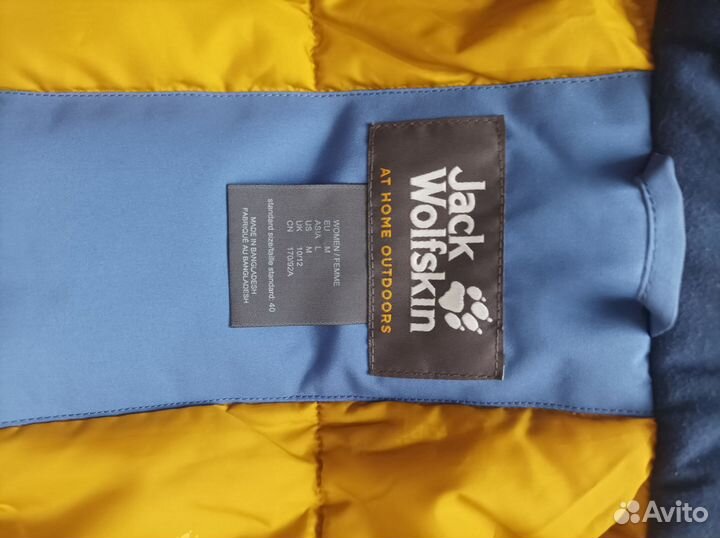 Jack
Wolfskin
AT HOME OUTDOORS
WOMEN / FEMME
EU M
ASIA L
US M
UK 10/12
CN 170/92A
standard size/taille standard: 40
MADE IN BANGLADESH
FABRIQUÉ AU BANGLADESH
Avito